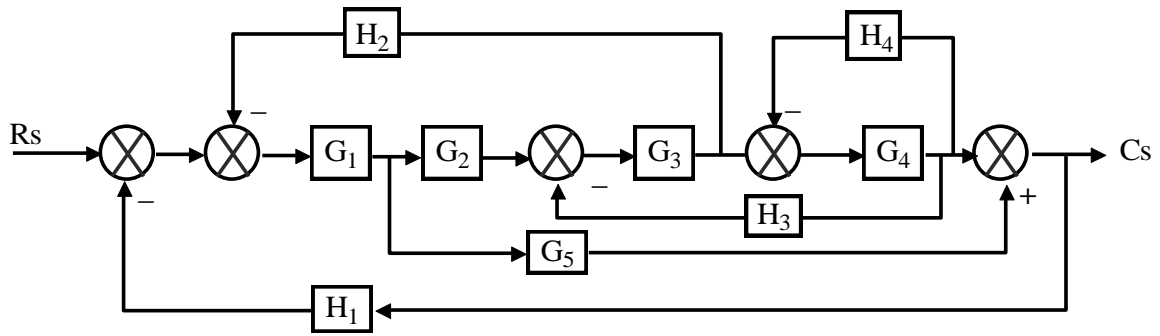 H₂
H₄
Rs
−
−
G₁
G₂
G₃
G₄
Cs
−
−
H₃
+
G₅
H₁